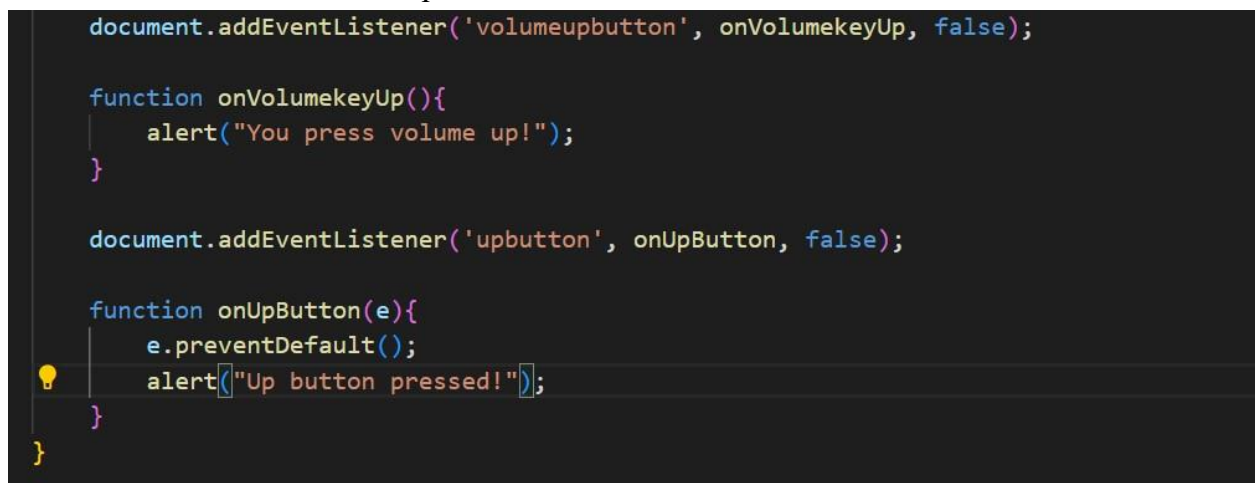 document.addEventListener('volumeupbutton', onVolumekeyUp, false);
function onVolumekeyUp(){
alert("You press volume up!");
}
document.addEventListener('upbutton', onUpButton, false);
function onUpButton(e){
e.preventDefault();
alert("Up button pressed!");
}
}